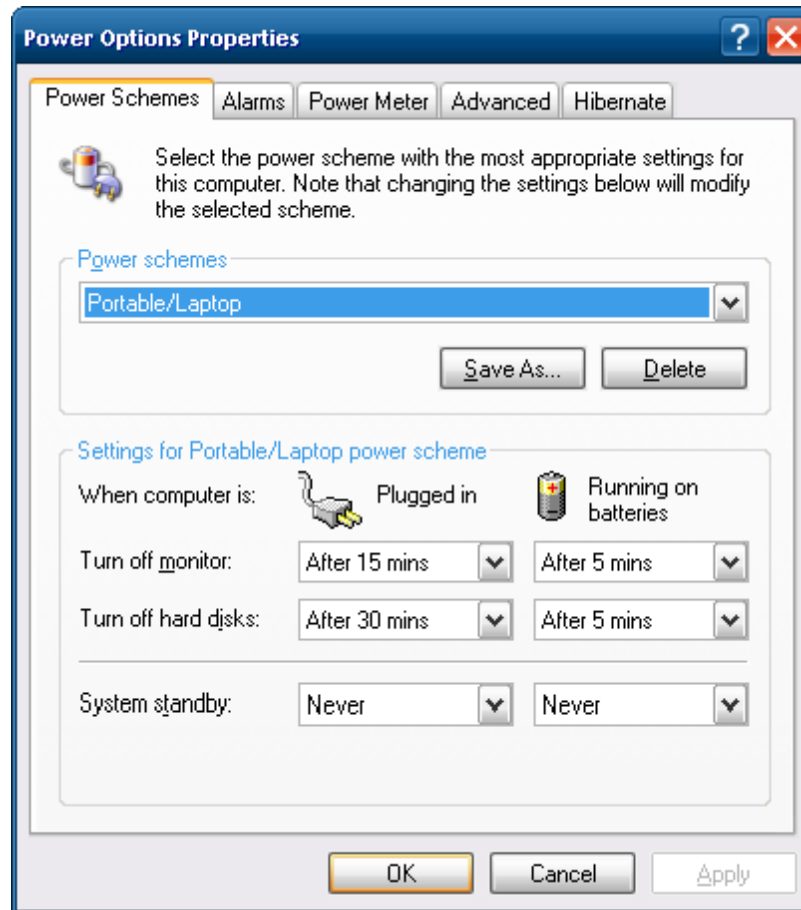 Power Options Properties
Power Schemes Alarms Power Meter Advanced Hibernate
Select the power scheme with the most appropriate settings for
this computer. Note that changing the settings below will modify
the selected scheme.
Power schemes
Portable/Laptop
Save As... Delete
Settings for Portable/Laptop power scheme
When computer is: Plugged in Running on
batteries
Turn off monitor: After 15 mins After 5 mins
Turn off hard disks: After 30 mins After 5 mins
System standby: Never Never
OK Cancel Apply